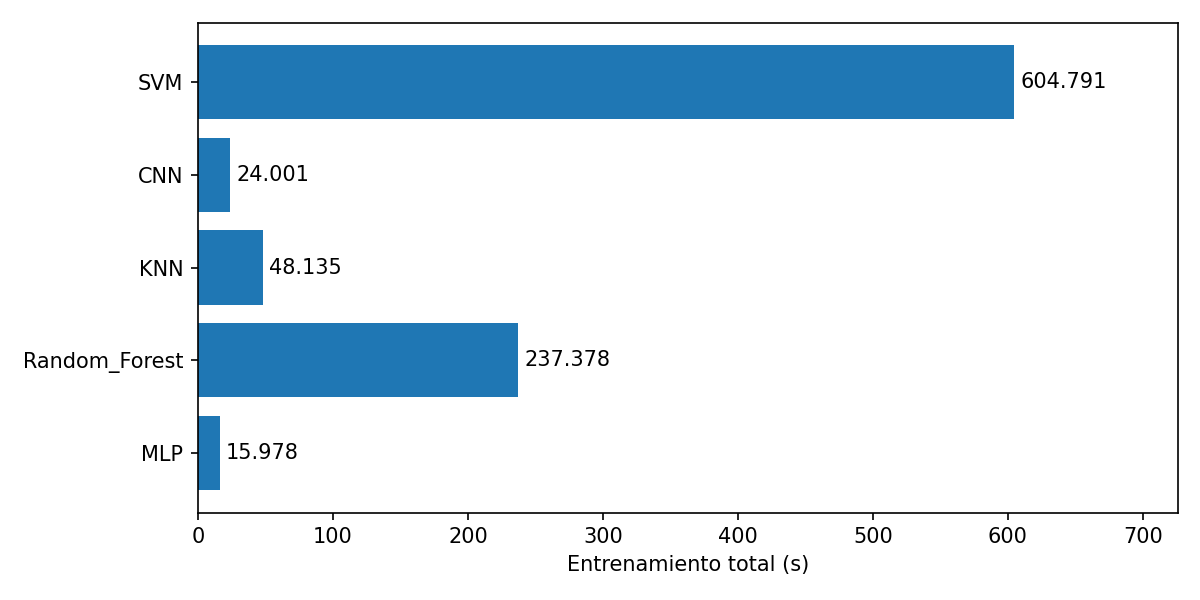 SVM 604.791
CNN 24.001
KNN 48.135
Random_Forest 237.378
MLP 15.978
0 100 200 300 400 500 600 700
Entrenamiento total (s)